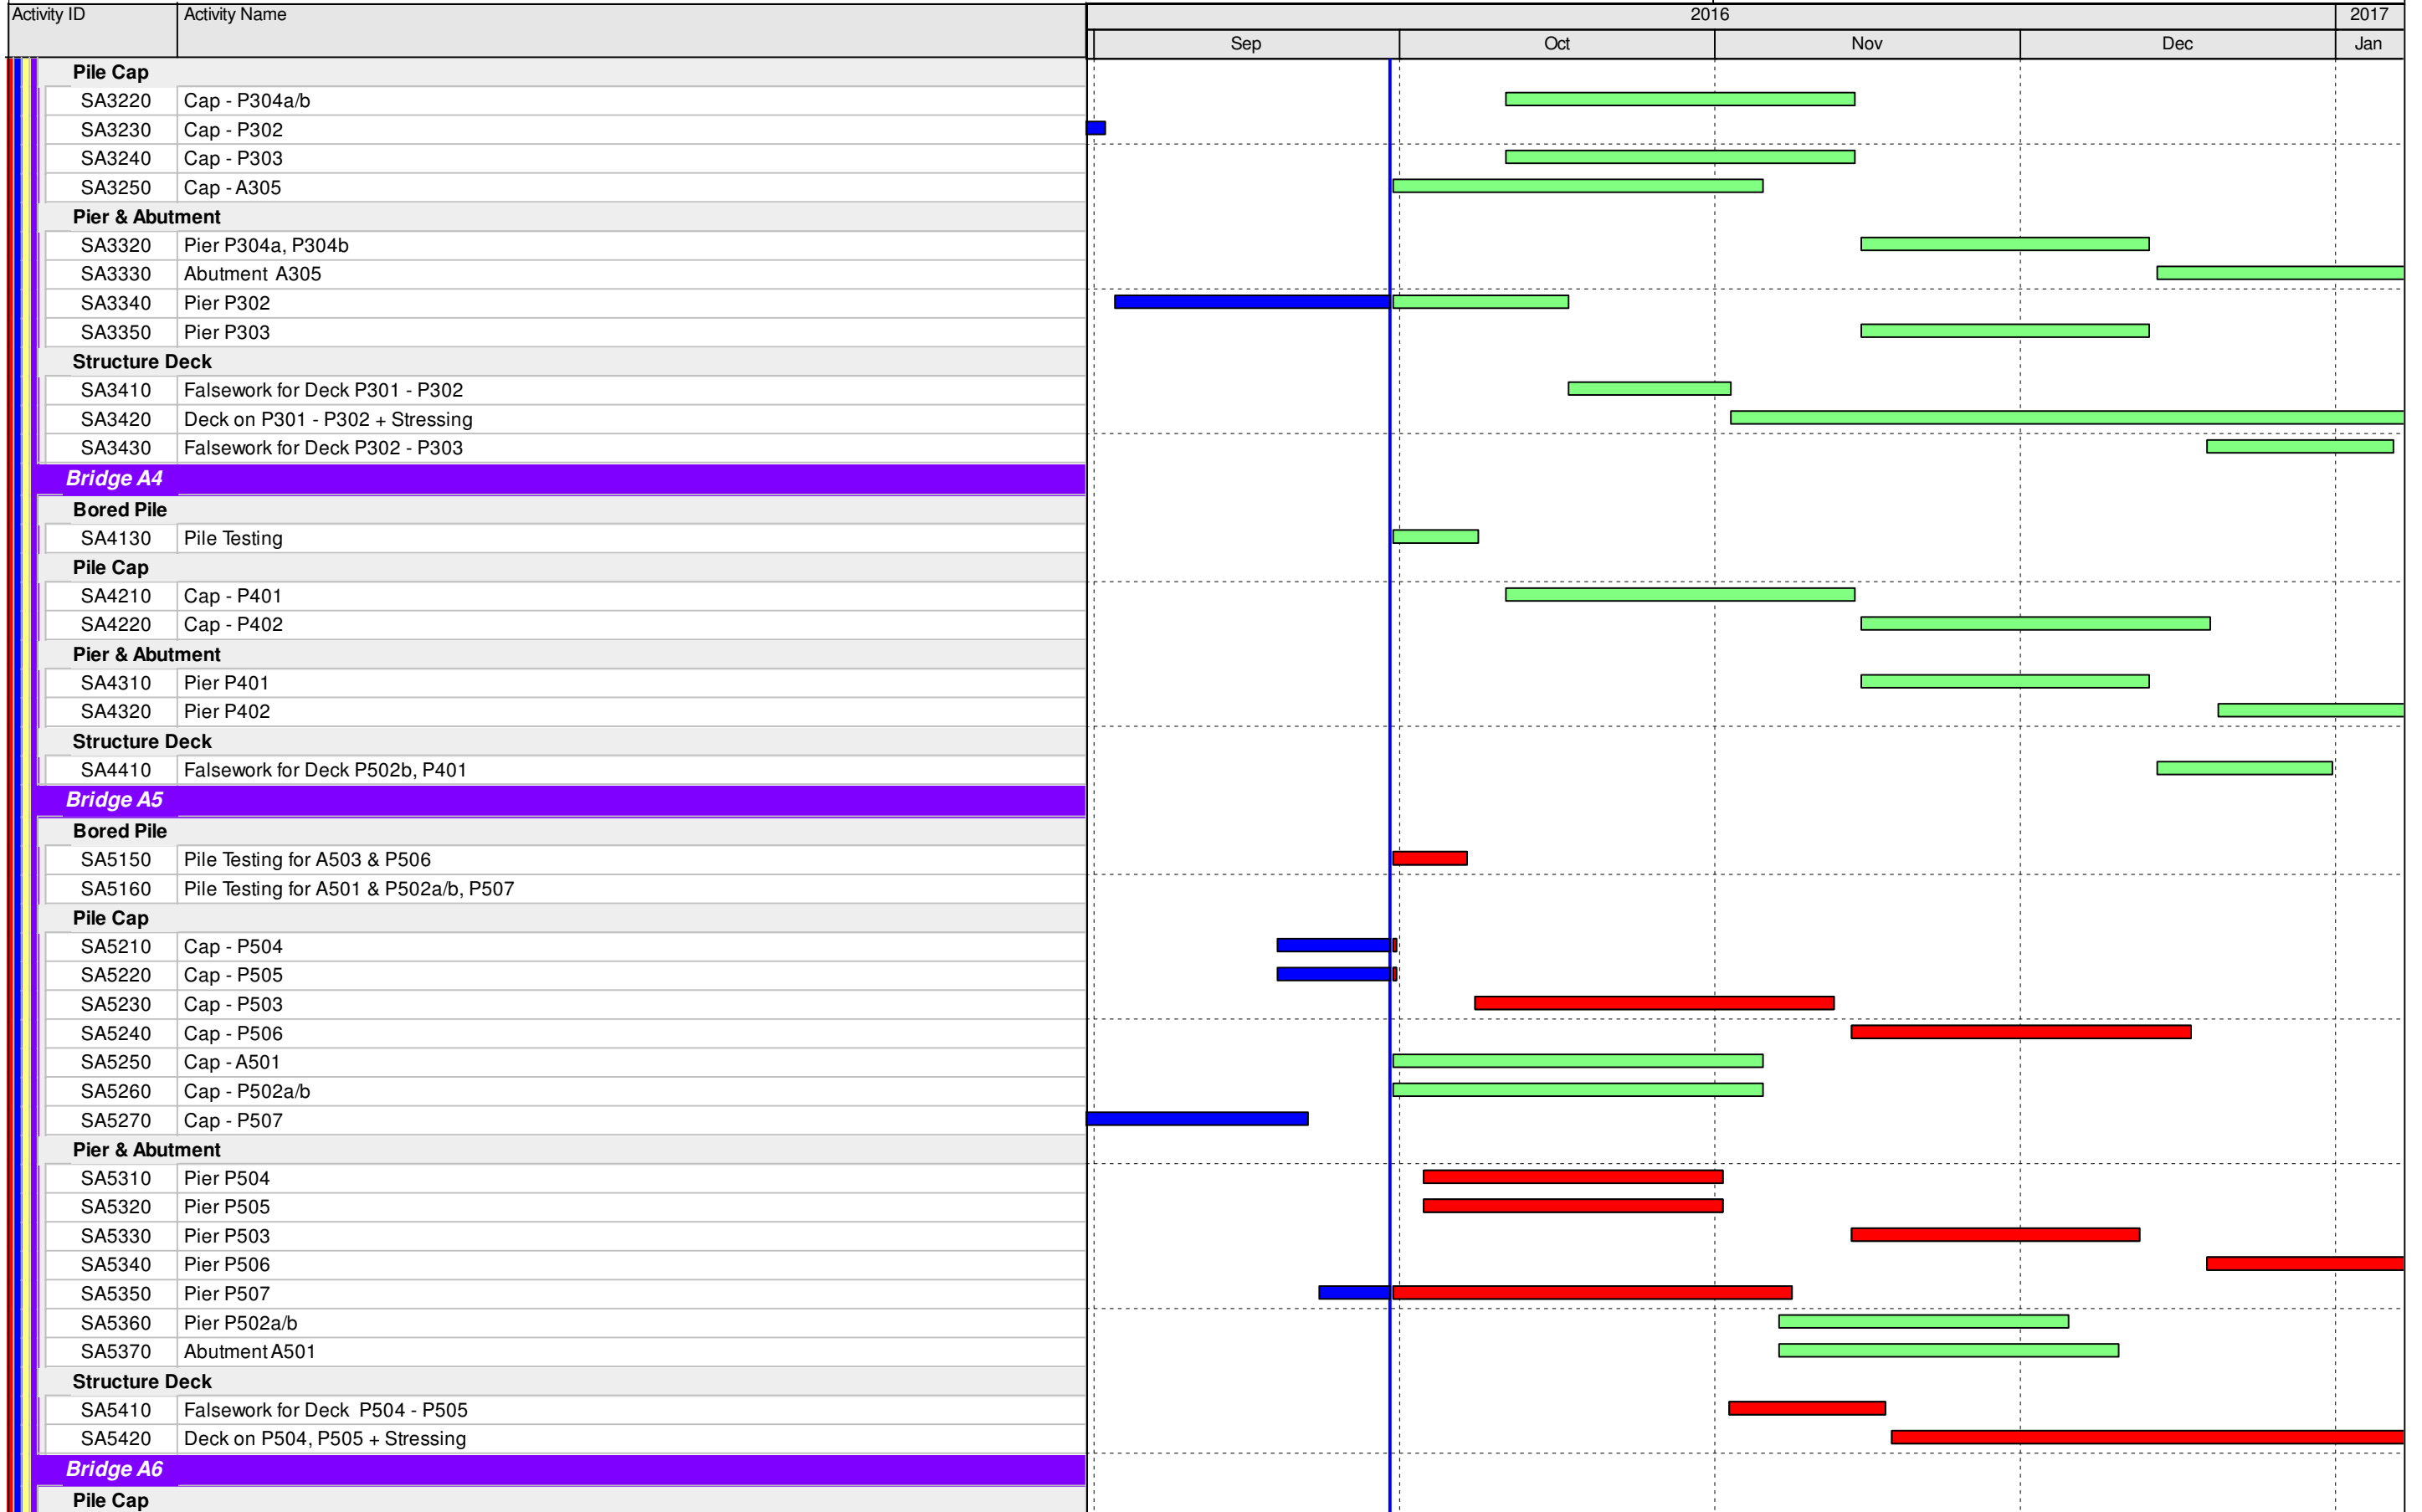 Activity ID Activity Name 2016 2017
Sep Oct Nov Dec Jan
Pile Cap
SA3220 Cap - P304a/b
SA3230 Cap - P302
SA3240 Cap - P303
SA3250 Cap - A305
Pier & Abutment
SA3320 Pier P304a, P304b
SA3330 Abutment A305
SA3340 Pier P302
SA3350 Pier P303
Structure Deck
SA3410 Falsework for Deck P301 - P302
SA3420 Deck on P301 - P302 + Stressing
SA3430 Falsework for Deck P302 - P303
Bridge A4
Bored Pile
SA4130 Pile Testing
Pile Cap
SA4210 Cap - P401
SA4220 Cap - P402
Pier & Abutment
SA4310 Pier P401
SA4320 Pier P402
Structure Deck
SA4410 Falsework for Deck P502b, P401
Bridge A5
Bored Pile
SA5150 Pile Testing for A503 & P506
SA5160 Pile Testing for A501 & P502a/b, P507
Pile Cap
SA5210 Cap - P504
SA5220 Cap - P505
SA5230 Cap - P503
SA5240 Cap - P506
SA5250 Cap - A501
SA5260 Cap - P502a/b
SA5270 Cap - P507
Pier & Abutment
SA5310 Pier P504
SA5320 Pier P505
SA5330 Pier P503
SA5340 Pier P506
SA5350 Pier P507
SA5360 Pier P502a/b
SA5370 Abutment A501
Structure Deck
SA5410 Falsework for Deck P504 - P505
SA5420 Deck on P504, P505 + Stressing
Bridge A6
Pile Cap